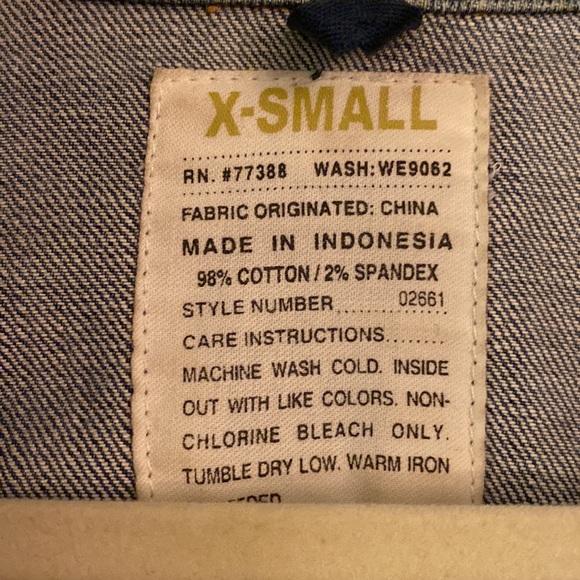 X-SMALL
RN. #77388 WASH:WE9062
FABRIC ORIGINATED: CHINA
MADE IN INDONESIA
98% COTTON / 2% SPANDEX
STYLE NUMBER.............02661
CARE INSTRUCTIONS........
MACHINE WASH COLD. INSIDE
OUT WITH LIKE COLORS. NON-
CHLORINE BLEACH ONLY.
TUMBLE DRY LOW. WARM IRON